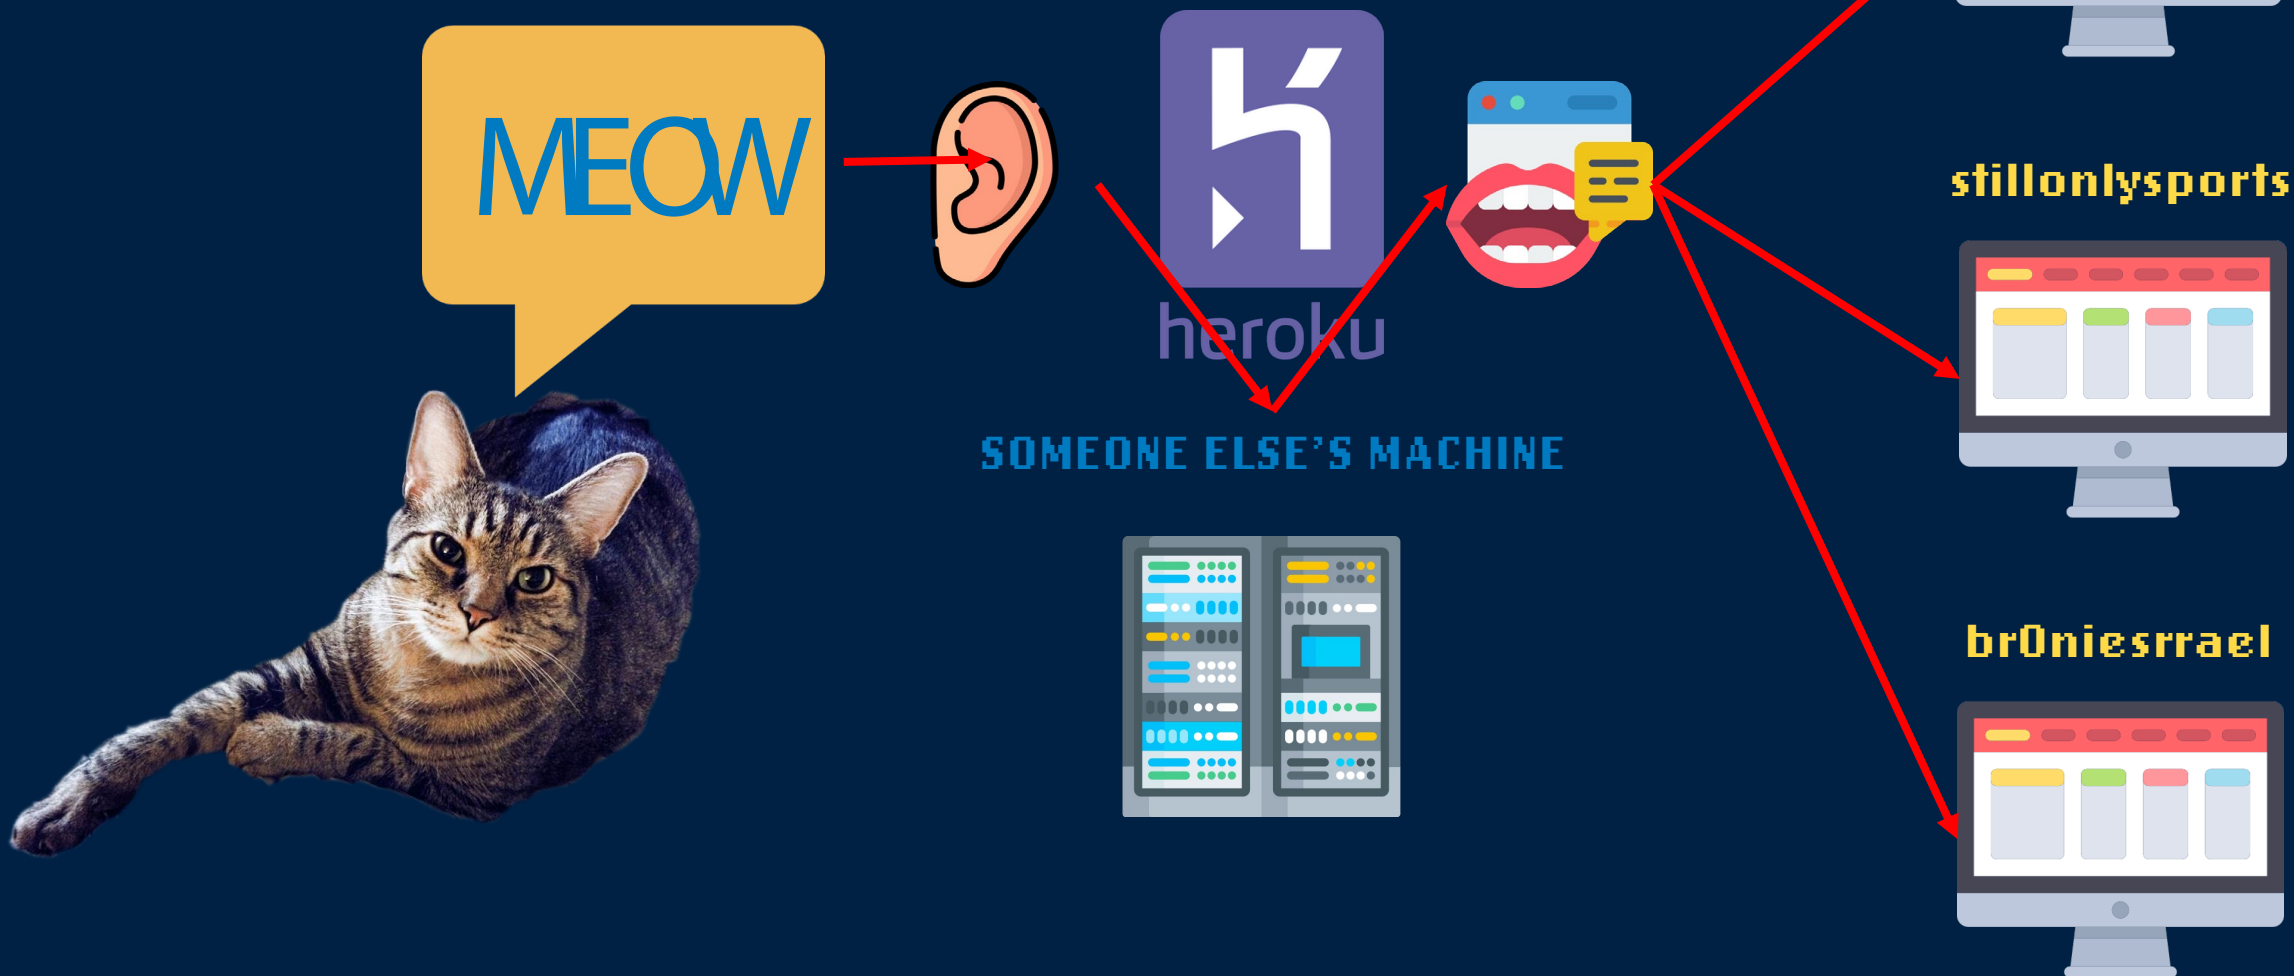 MEOW
heroku
stillonlysports
SOMEONE ELSE'S MACHINE
br0niesrrael